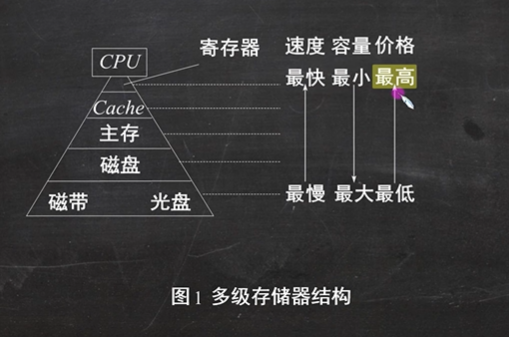 寄存器 速度 容量 价格
CPU 最快 最小 最高
Cache
主存
磁盘
磁带 光盘 最慢 最大 最低
图1 多级存储器结构